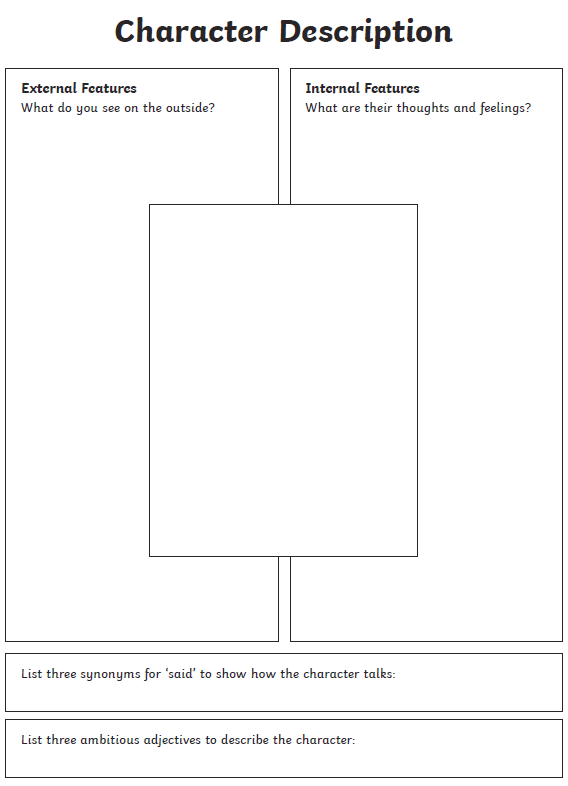 Character Description
External Features
What do you see on the outside?
Internal Features
What are their thoughts and feelings?
List three synonyms for ‘said’ to show how the character talks:
List three ambitious adjectives to describe the character: